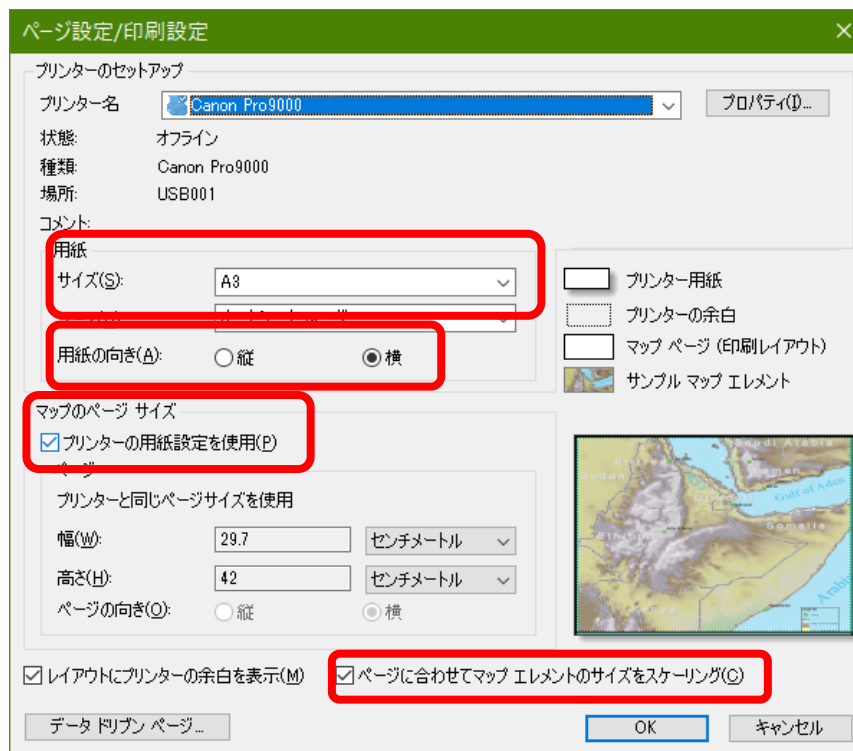 ページ設定/印刷設定
プリンターのセットアップ
プリンター名 Canon Pro9000 プロパティ(I)...
状態: オフライン
種類: Canon Pro9000
場所: USB001
コメント:
用紙
サイズ(S): A3
用紙の向き(A): 縦 横
プリンター用紙
プリンターの余白
マップ ページ (印刷レイアウト)
サンプル マップ エレメント
マップのページ サイズ
プリンターの用紙設定を使用(P)
ページ
プリンターと同じページサイズを使用
幅(W): 29.7 センチメートル
高さ(H): 42 センチメートル
ページの向き(O): 縦 横
Saudi Arabia
Sudan
Yemen
Gulf of Aden
Somalia
レイアウトにプリンターの余白を表示(M) ページに合わせてマップ エレメントのサイズをスケーリング(C)
データ ドリブン ページ... OK キャンセル